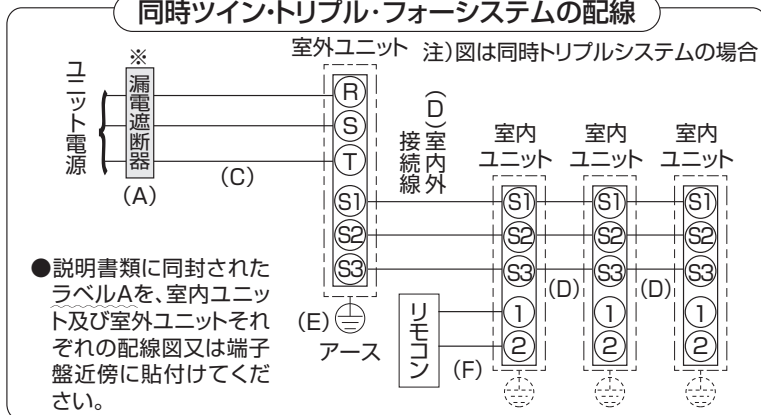 同時ツイン・トリプル・フォーシステムの配線
室外ユニット
注)図は同時トリプルシステムの場合
ユニット電源
※
漏電遮断器
(A)
(C)
R
S
T
S1
S2
S3
(E)
アース
(D)室内外
接続線
室内
ユニット
室内
ユニット
室内
ユニット
S1
S2
S3
1
2
S1
S2
S3
1
2
S1
S2
S3
1
2
(D)
(D)
リモコン
(F)
●説明書類に同封された
ラベルAを、室内ユニッ
ト及び室外ユニットそれ
ぞれの配線図又は端子
盤近傍に貼付けてくだ
さい。